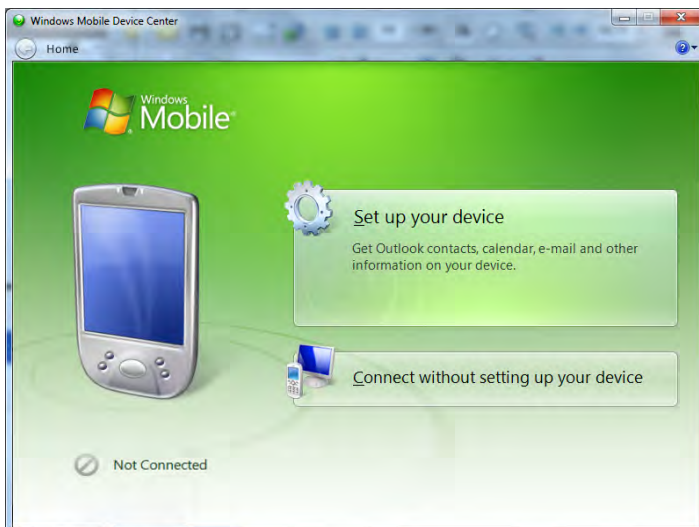 Windows Mobile Device Center
Home
Windows
Mobile®
Set up your device
Get Outlook contacts, calendar, e-mail and other
information on your device.
Connect without setting up your device
Not Connected